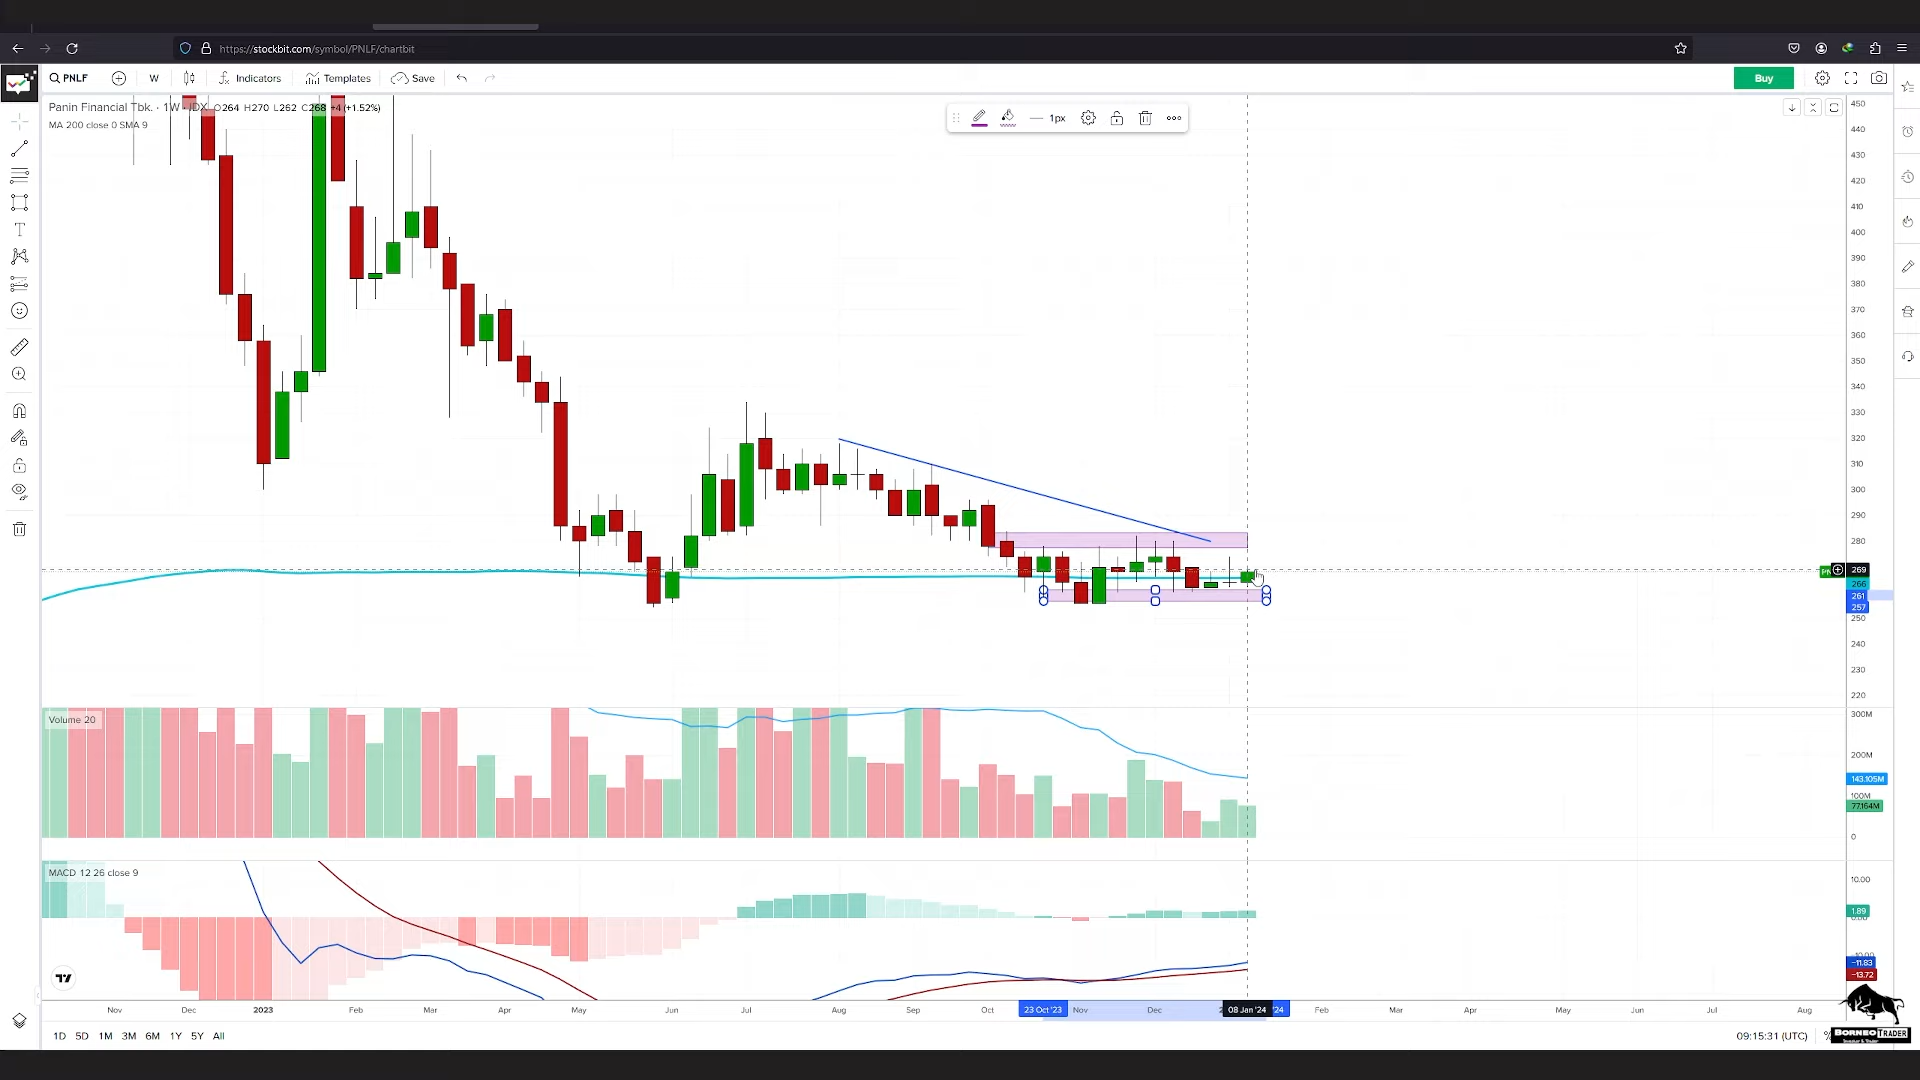 https://stockbit.com/symbol/PNLF/chartbit
PNLF
W
Indicators
Templates
Save
Buy
Panin Financial Tbk. · 1W · IDX O264 H270 L262 C268 +4 (+1.52%)
MA 200 close 0 SMA 9
1px
450
440
430
420
410
400
390
380
370
360
350
340
330
320
310
300
290
280
269
266
261
257
250
240
230
220
Volume 20
300M
200M
143.105M
100M
77.164M
0
MACD 12 26 close 9
10.00
1.89
-11.83
-13.72
Nov Dec 2023 Feb Mar Apr May Jun Jul Aug Sep Oct 23 Oct '23 Nov Dec 08 Jan '24 '24 Feb Mar Apr May Jun Jul Aug
1D 5D 1M 3M 6M 1Y 5Y All
09:15:31 (UTC)
%
BORNEO TRADER
Investor & Trader